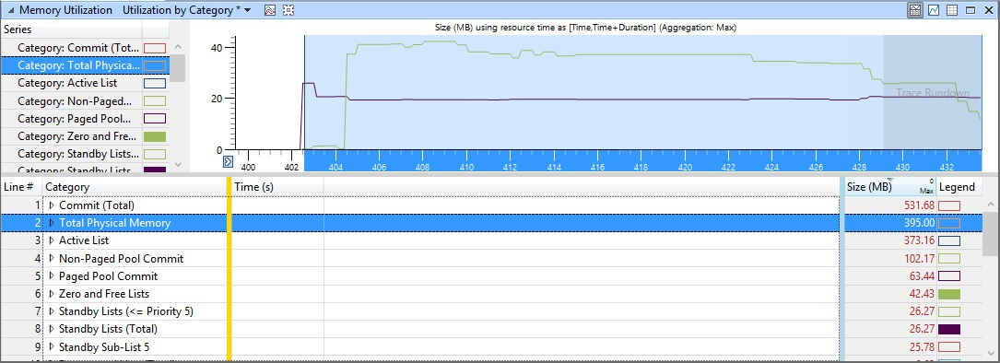 Memory Utilization Utilization by Category *
Series
Category: Commit (Tot...
Category: Total Physica...
Category: Active List
Category: Non-Paged...
Category: Paged Pool...
Category: Zero and Fre...
Category: Standby Lists...
Category: Standby Lists
Size (MB) using resource time as [Time,Time+Duration] (Aggregation: Max)
40
20
0
Trace Rundown
400 402 404 406 408 410 412 414 416 418 420 422 424 426 428 430 432
Line # Category Time (s) Size (MB) 0 Max Legend
1 Commit (Total) 531.68
2 Total Physical Memory 395.00
3 Active List 373.16
4 Non-Paged Pool Commit 102.17
5 Paged Pool Commit 63.44
6 Zero and Free Lists 42.43
7 Standby Lists (<= Priority 5) 26.27
8 Standby Lists (Total) 26.27
9 Standby Sub-List 5 25.78